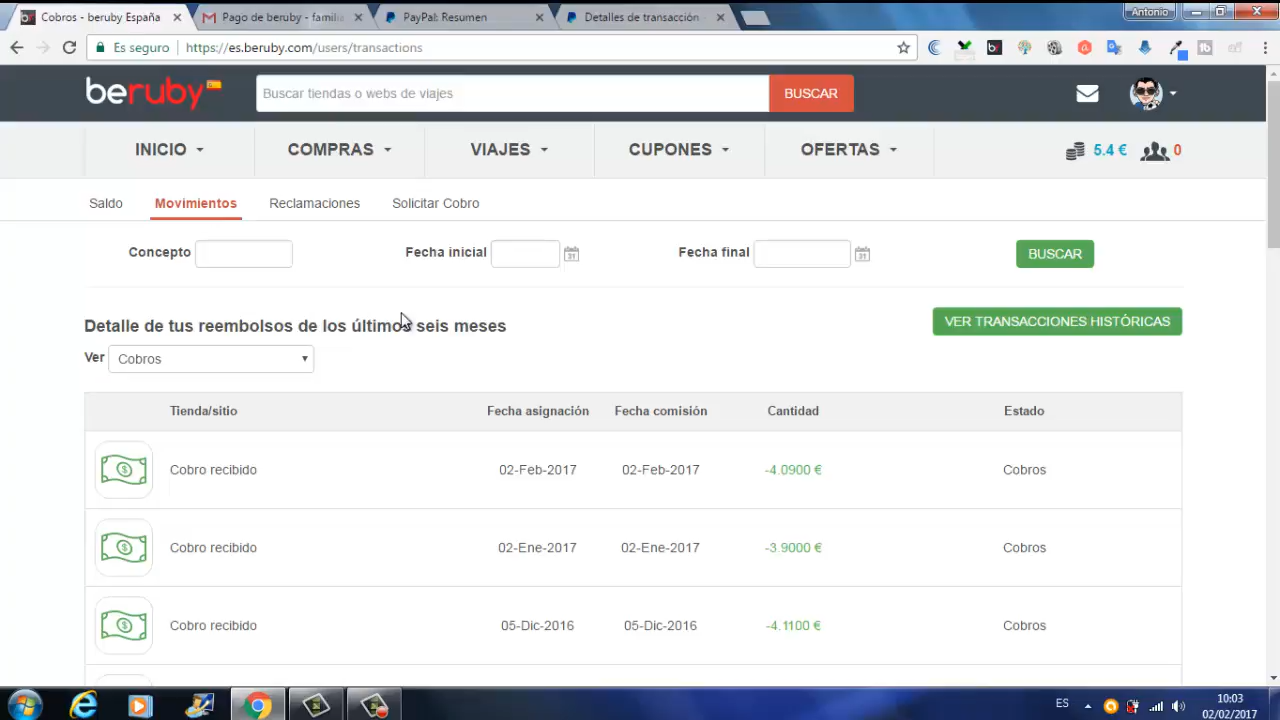 Cobros - beruby España
Pago de beruby - familia
PayPal: Resumen
Detalles de transacción
Antonio
Es seguro
https://es.beruby.com/users/transactions
beruby
Buscar tiendas o webs de viajes
BUSCAR
INICIO
COMPRAS
VIAJES
CUPONES
OFERTAS
5.4 €
0
Saldo
Movimientos
Reclamaciones
Solicitar Cobro
Concepto
Fecha inicial
Fecha final
BUSCAR
Detalle de tus reembolsos de los últimos seis meses
VER TRANSACCIONES HISTÓRICAS
Ver Cobros
Tienda/sitio Fecha asignación Fecha comisión Cantidad Estado
Cobro recibido 02-Feb-2017 02-Feb-2017 -4.0900 € Cobros
Cobro recibido 02-Ene-2017 02-Ene-2017 -3.9000 € Cobros
Cobro recibido 05-Dic-2016 05-Dic-2016 -4.1100 € Cobros
ES
10:03
02/02/2017